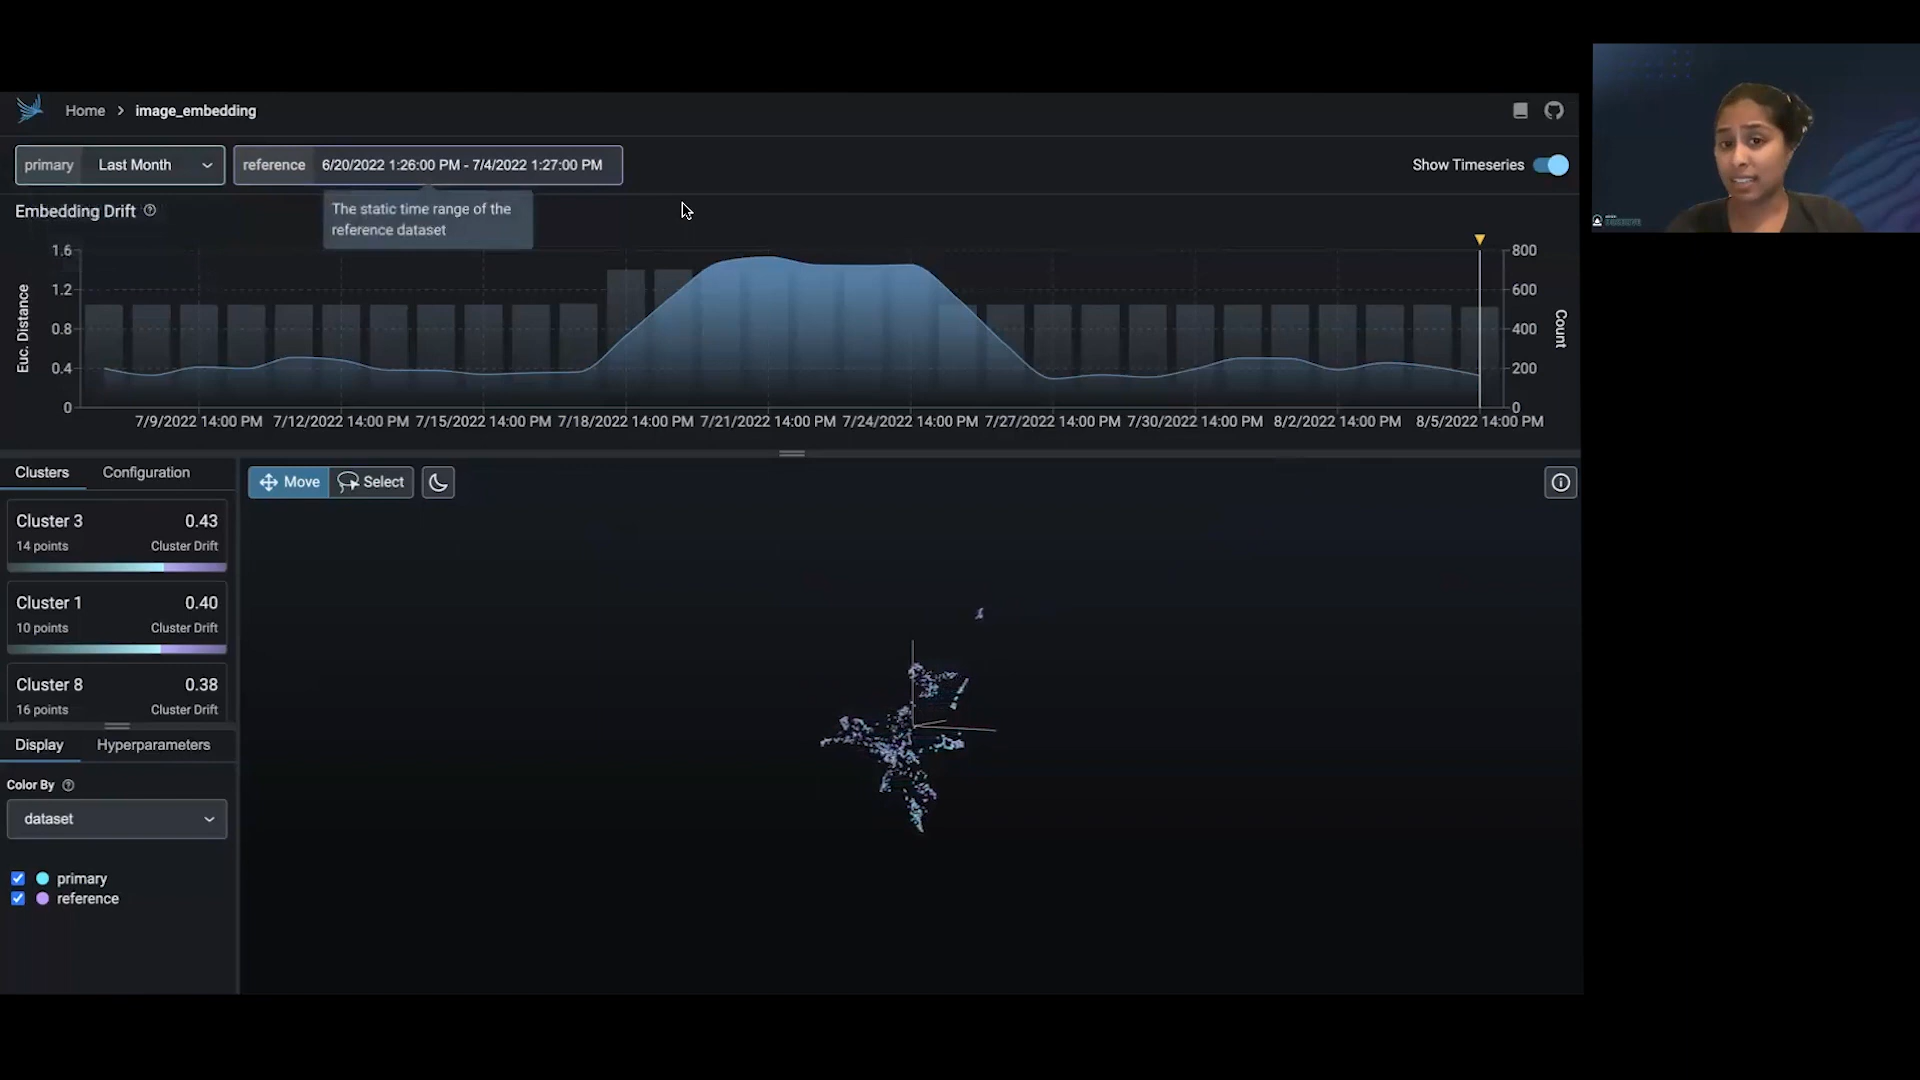 Home > image_embedding
primary Last Month reference 6/20/2022 1:26:00 PM - 7/4/2022 1:27:00 PM Show Timeseries
The static time range of the
reference dataset
Embedding Drift
1.6
1.2
0.8
0.4
0
Euc. Distance
800
600
400
200
0
Count
7/9/2022 14:00 PM 7/12/2022 14:00 PM 7/15/2022 14:00 PM 7/18/2022 14:00 PM 7/21/2022 14:00 PM 7/24/2022 14:00 PM 7/27/2022 14:00 PM 7/30/2022 14:00 PM 8/2/2022 14:00 PM 8/5/2022 14:00 PM
Clusters Configuration
Move Select
Cluster 3 0.43
14 points Cluster Drift
Cluster 1 0.40
10 points Cluster Drift
Cluster 8 0.38
16 points Cluster Drift
Display Hyperparameters
Color By
dataset
primary
reference